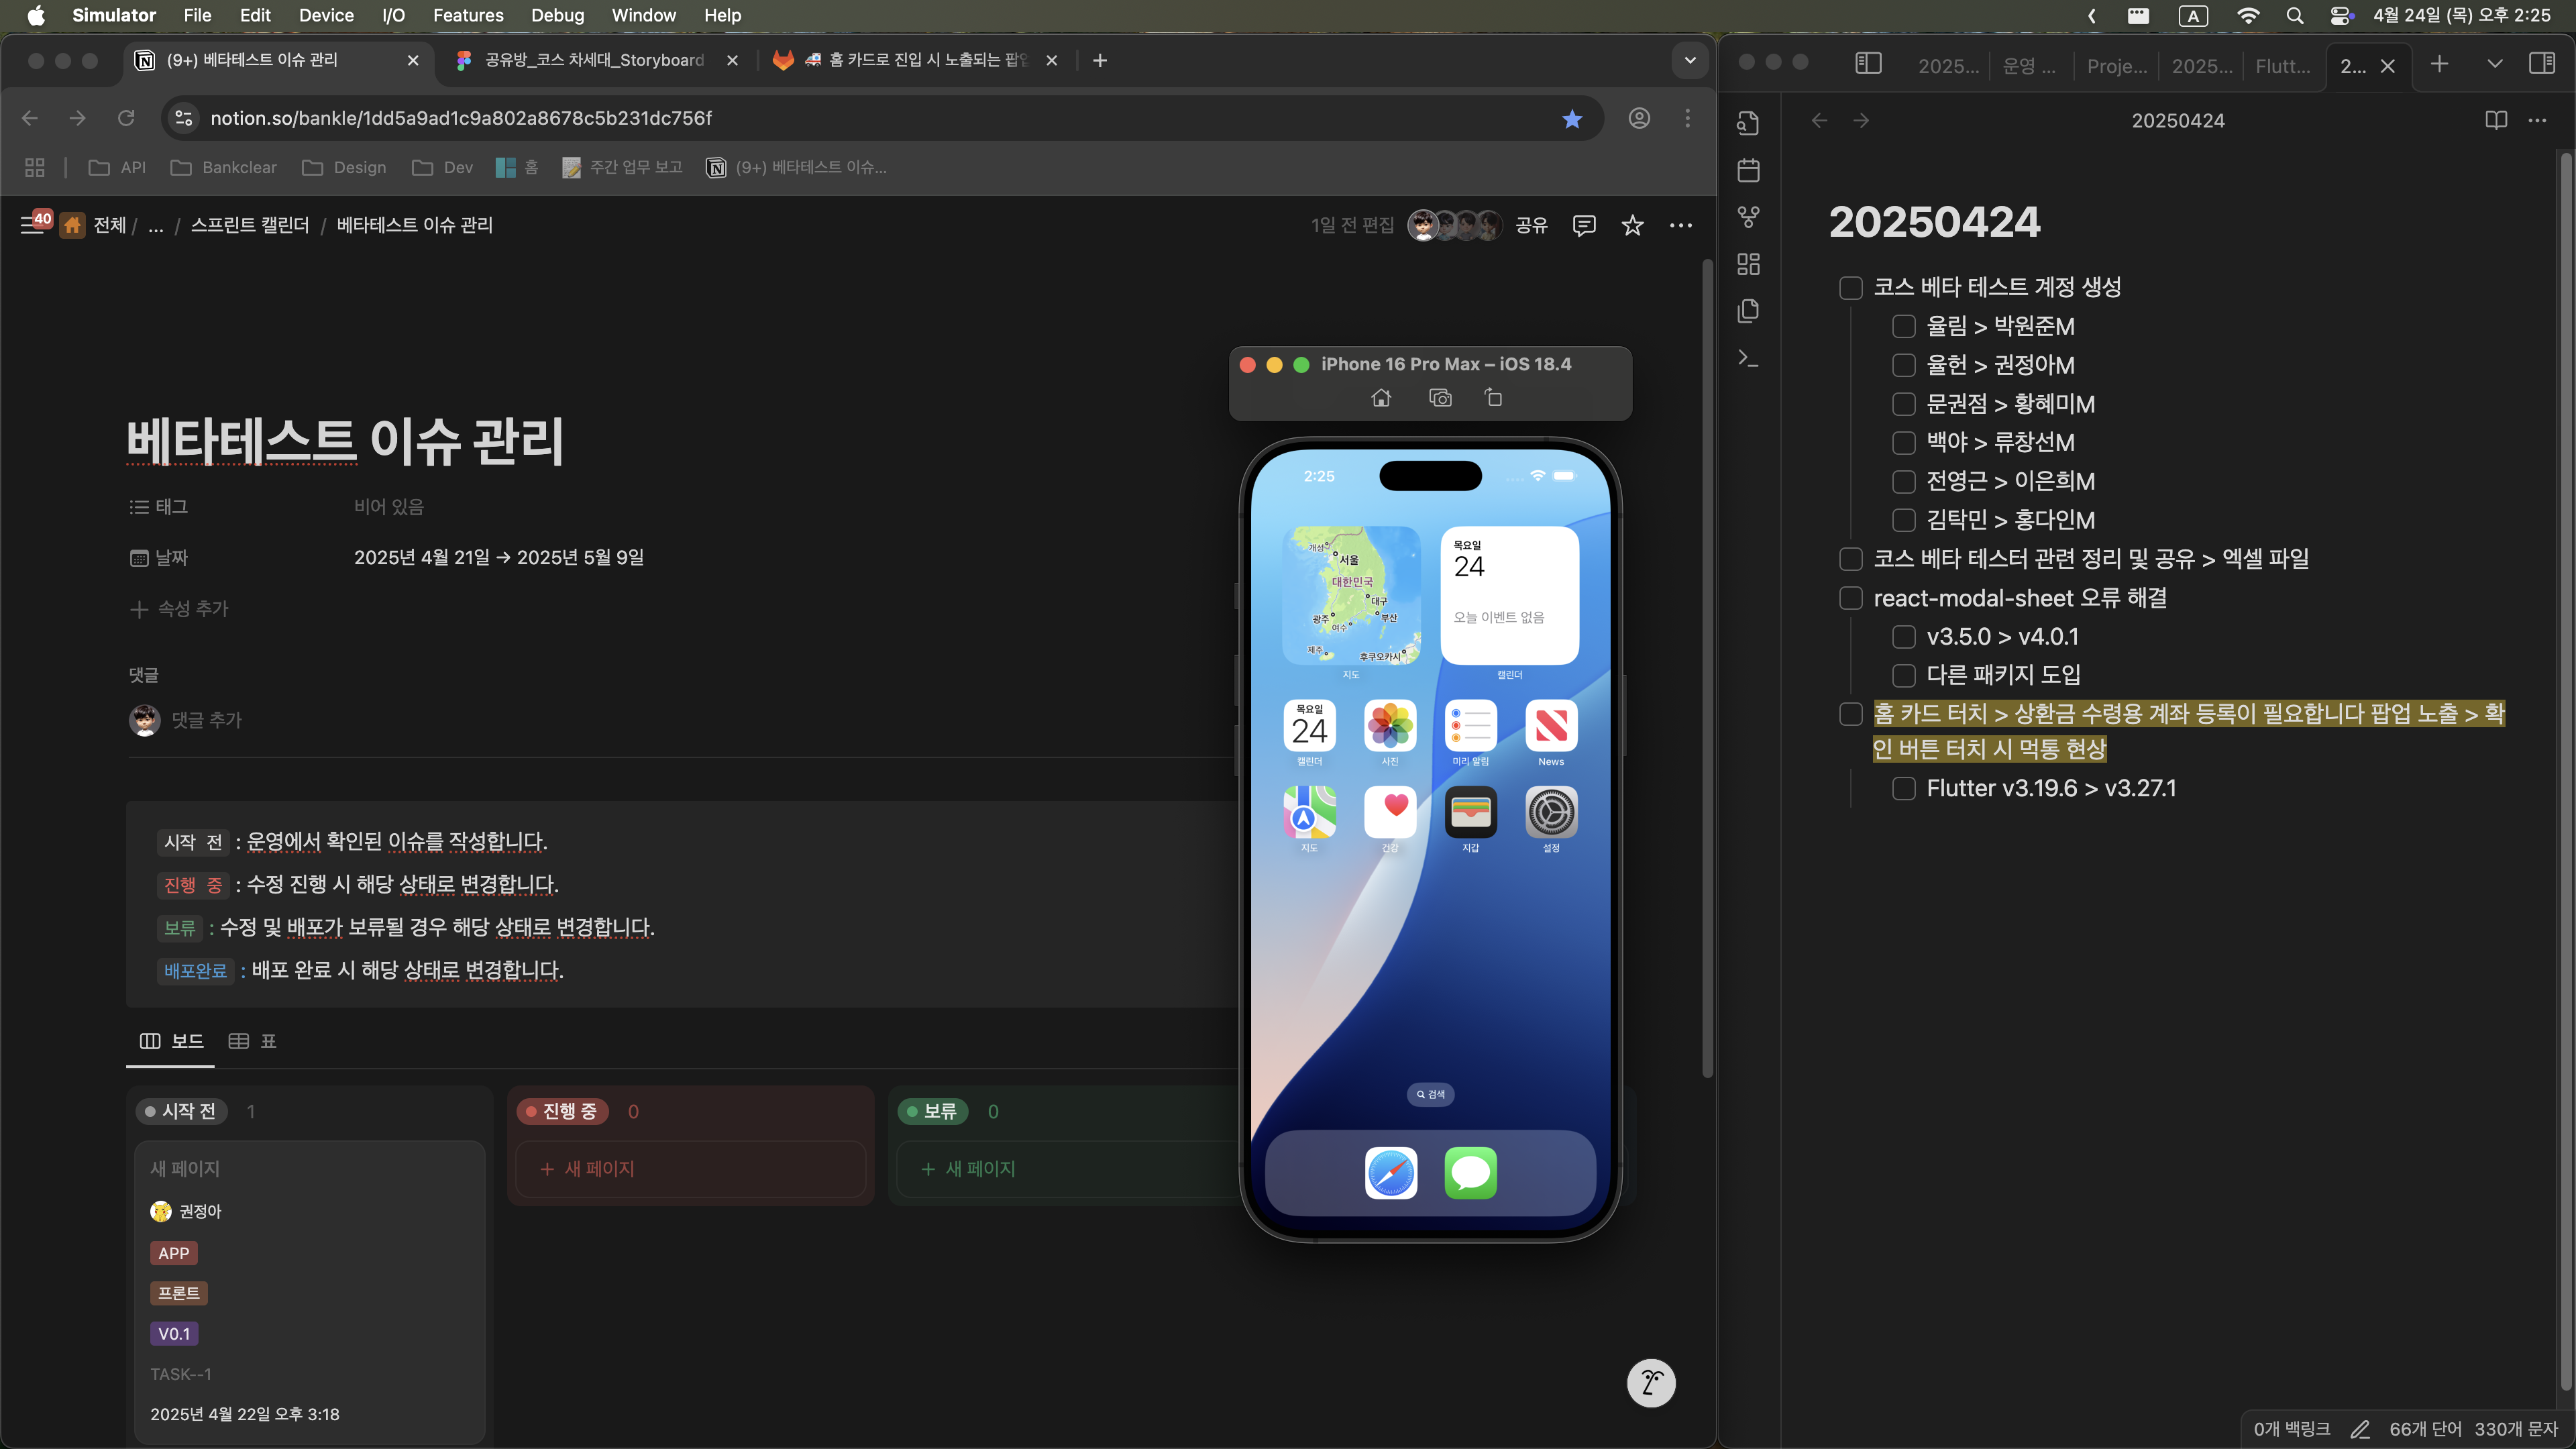 Simulator File Edit Device I/O Features Debug Window Help
A 4월 24일 (목) 오후 2:25
(9+) 베타테스트 이슈 관리
공유방_코스 차세대_Storyboard
홈 카드로 진입 시 노출되는 팝업
notion.so/bankle/1dd5a9ad1c9a802a8678c5b231dc756f
API Bankclear Design Dev 홈 주간 업무 보고 (9+) 베타테스트 이슈...
40 전체 / ... / 스프린트 캘린더 / 베타테스트 이슈 관리
1일 전 편집 공유
베타테스트 이슈 관리
태그 비어 있음
날짜 2025년 4월 21일 → 2025년 5월 9일
속성 추가
댓글
댓글 추가
시작 전 : 운영에서 확인된 이슈를 작성합니다.
진행 중 : 수정 진행 시 해당 상태로 변경합니다.
보류 : 수정 및 배포가 보류될 경우 해당 상태로 변경합니다.
배포완료 : 배포 완료 시 해당 상태로 변경합니다.
보드 표
시작 전 1
새 페이지
권정아
APP
프론트
V0.1
TASK--1
2025년 4월 22일 오후 3:18
진행 중 0
+ 새 페이지
보류 0
+ 새 페이지
iPhone 16 Pro Max – iOS 18.4
2:25
개성
서울
대한민국
대구
광주
부산
여수
제주
후쿠오카시
지도
목요일
24
오늘 이벤트 없음
캘린더
목요일
24
캘린더 사진 미리 알림 News
지도 건강 지갑 설정
검색
2025... 운영 ... Proje... 2025... Flutt... 2...
20250424
20250424
코스 베타 테스트 계정 생성
율림 > 박원준M
율헌 > 권정아M
문권점 > 황혜미M
백야 > 류창선M
전영근 > 이은희M
김탁민 > 홍다인M
코스 베타 테스터 관련 정리 및 공유 > 엑셀 파일
react-modal-sheet 오류 해결
v3.5.0 > v4.0.1
다른 패키지 도입
홈 카드 터치 > 상환금 수령용 계좌 등록이 필요합니다 팝업 노출 > 확
인 버튼 터치 시 먹통 현상
Flutter v3.19.6 > v3.27.1
0개 백링크 66개 단어 330개 문자